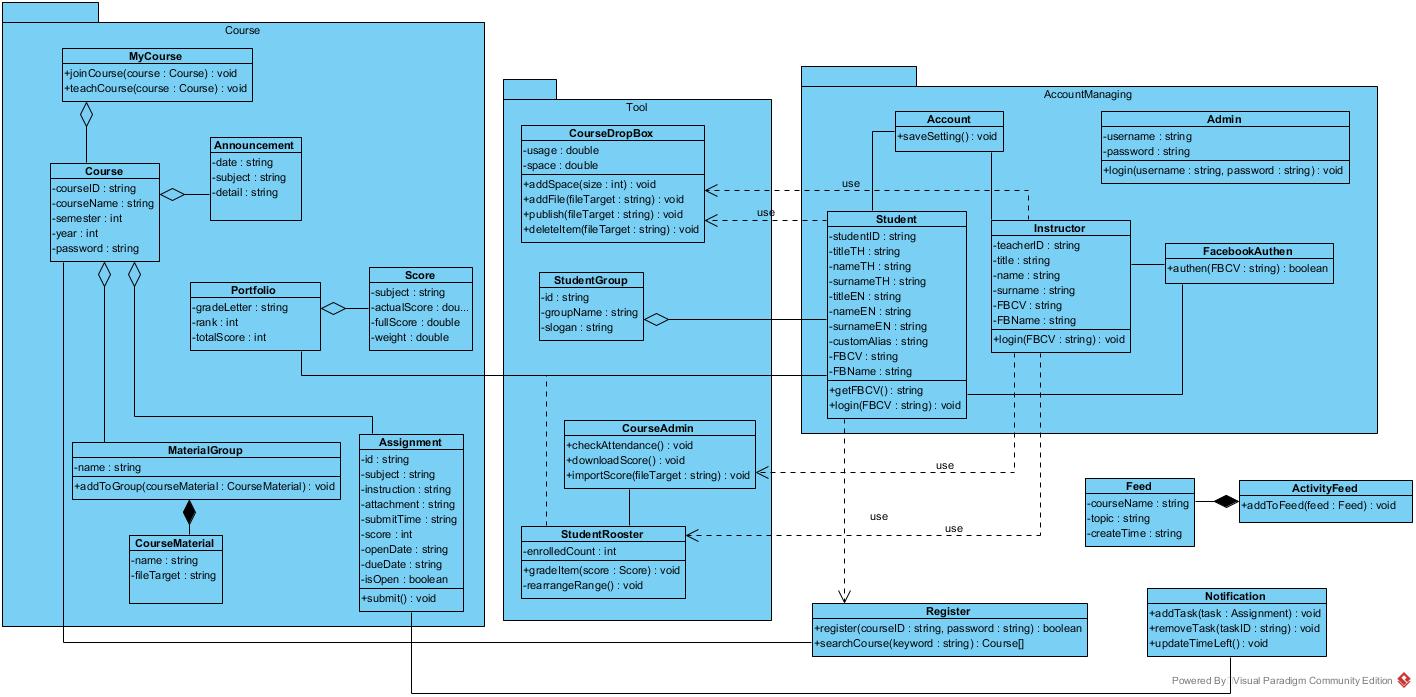 Course
MyCourse
+joinCourse(course : Course) : void
+teachCourse(course : Course) : void
Announcement
-date : string
-subject : string
-detail : string
Course
-courseID : string
-courseName : string
-semester : int
-year : int
-password : string
Portfolio
-gradeLetter : string
-rank : int
-totalScore : int
Score
-subject : string
-actualScore : dou...
-fullScore : double
-weight : double
MaterialGroup
-name : string
+addToGroup(courseMaterial : CourseMaterial) : void
CourseMaterial
-name : string
-fileTarget : string
Assignment
-id : string
-subject : string
-instruction : string
-attachment : string
-submitTime : string
-score : int
-openDate : string
-dueDate : string
-isOpen : boolean
+submit() : void
Tool
CourseDropBox
-usage : double
-space : double
+addSpace(size : int) : void
+addFile(fileTarget : string) : void
+publish(fileTarget : string) : void
+deleteItem(fileTarget : string) : void
StudentGroup
-id : string
-groupName : string
-slogan : string
CourseAdmin
+checkAttendance() : void
+downloadScore() : void
+importScore(fileTarget : string) : void
StudentRooster
-enrolledCount : int
+gradeItem(score : Score) : void
-rearrangeRange() : void
AccountManaging
Account
+saveSetting() : void
Admin
-username : string
-password : string
+login(username : string, password : string) : void
use
use
Student
-studentID : string
-titleTH : string
-nameTH : string
-surnameTH : string
-titleEN : string
-nameEN : string
-surnameEN : string
-customAlias : string
-FBCV : string
-FBName : string
+getFBCV() : string
+login(FBCV : string) : void
Instructor
-teacherID : string
-title : string
-name : string
-surname : string
-FBCV : string
-FBName : string
+login(FBCV : string) : void
FacebookAuthen
+authen(FBCV : string) : boolean
use
use
use
Feed
-courseName : string
-topic : string
-createTime : string
ActivityFeed
+addToFeed(feed : Feed) : void
Register
+register(courseID : string, password : string) : boolean
+searchCourse(keyword : string) : Course[]
Notification
+addTask(task : Assignment) : void
+removeTask(taskID : string) : void
+updateTimeLeft() : void
Powered By Visual Paradigm Community Edition